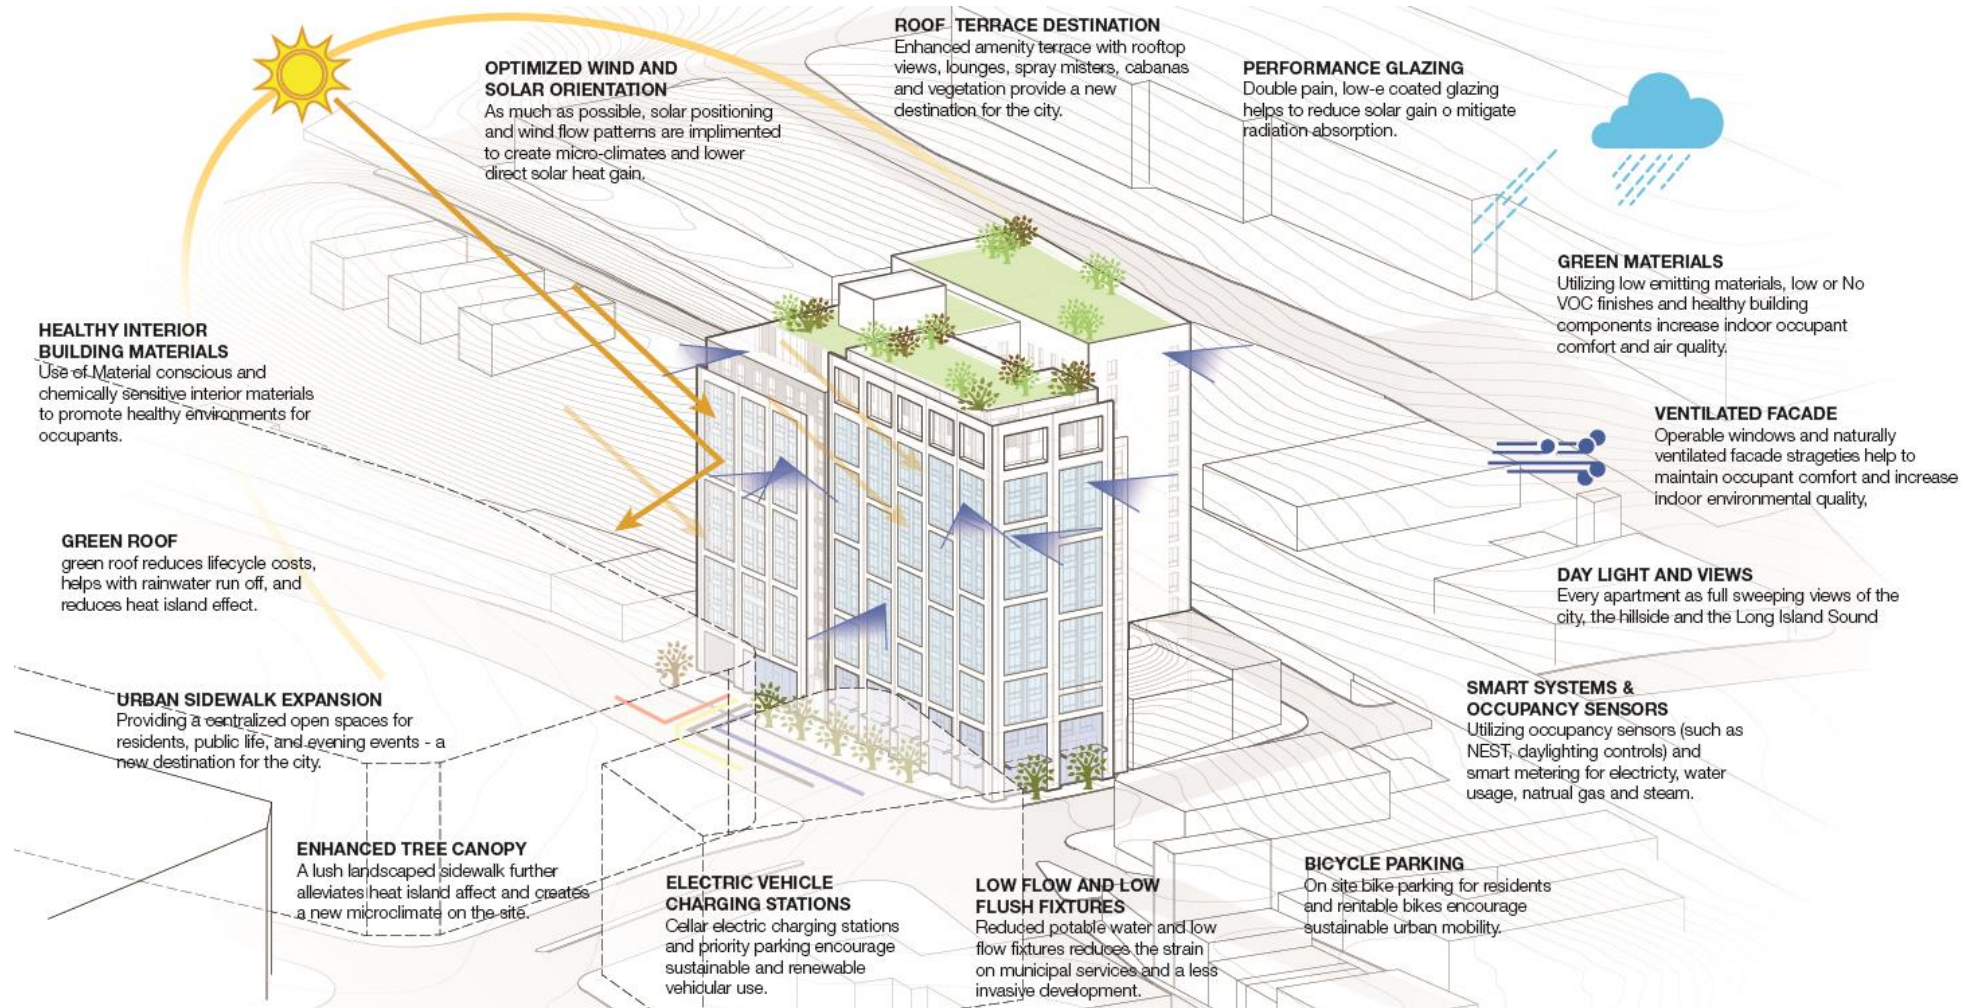 ROOF TERRACE DESTINATION
Enhanced amenity terrace with rooftop
views, lounges, spray misters, cabanas
and vegetation provide a new
destination for the city.
OPTIMIZED WIND AND
SOLAR ORIENTATION
As much as possible, solar positioning
and wind flow patterns are implimented
to create micro-climates and lower
direct solar heat gain.
PERFORMANCE GLAZING
Double pain, low-e coated glazing
helps to reduce solar gain o mitigate
radiation absorption.
GREEN MATERIALS
Utilizing low emitting materials, low or No
VOC finishes and healthy building
components increase indoor occupant
comfort and air quality.
HEALTHY INTERIOR
BUILDING MATERIALS
Use of Material conscious and
chemically sensitive interior materials
to promote healthy environments for
occupants.
VENTILATED FACADE
Operable windows and naturally
ventilated facade strageties help to
maintain occupant comfort and increase
indoor environmental quality,
GREEN ROOF
green roof reduces lifecycle costs,
helps with rainwater run off, and
reduces heat island effect.
DAY LIGHT AND VIEWS
Every apartment as full sweeping views of the
city, the hillside and the Long Island Sound
URBAN SIDEWALK EXPANSION
Providing a centralized open spaces for
residents, public life, and evening events - a
new destination for the city.
SMART SYSTEMS &
OCCUPANCY SENSORS
Utilizing occupancy sensors (such as
NEST, daylighting controls) and
smart metering for electricty, water
usage, natrual gas and steam.
ENHANCED TREE CANOPY
A lush landscaped sidewalk further
alleviates heat island affect and creates
a new microclimate on the site.
ELECTRIC VEHICLE
CHARGING STATIONS
Cellar electric charging stations
and priority parking encourage
sustainable and renewable
vehidular use.
LOW FLOW AND LOW
FLUSH FIXTURES
Reduced potable water and low
flow fixtures reduces the strain
on municipal services and a less
invasive development.
BICYCLE PARKING
On site bike parking for residents
and rentable bikes encourage
sustainable urban mobility.